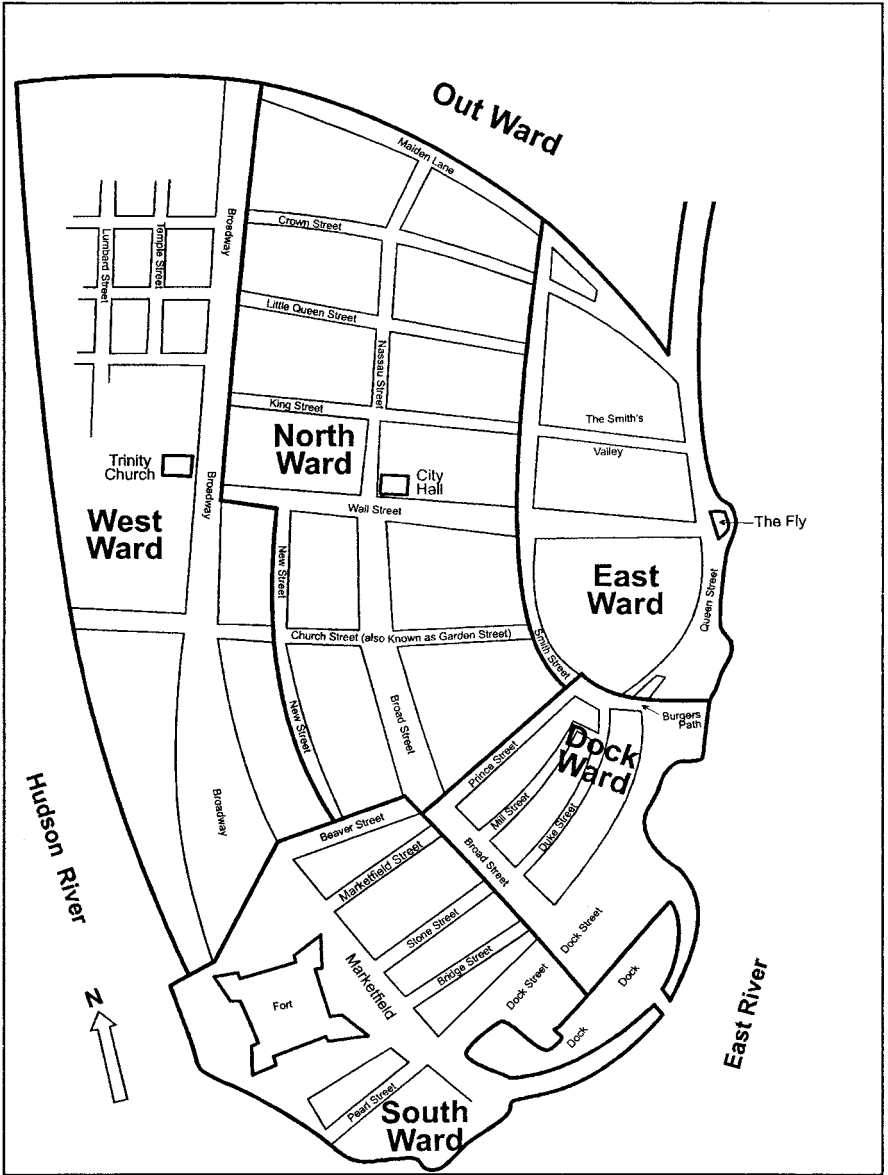 Out Ward
Maiden Lane
Broadway
Crown Street
Temple Street
Lumbard Street
Little Queen Street
Nassau Street
King Street
The Smith's
Valley
North
Ward
Trinity
Church
City
Hall
Broadway
Wall Street
The Fly
West
Ward
New Street
East
Ward
Queen Street
Church Street (also Known as Garden Street)
Smith Street
New Street
Broad Street
Burgers
Path
Dock
Ward
Prince Street
Mill Street
Duke Street
Hudson River
Broadway
Beaver Street
Marketfield Street
Broad Street
Stone Street
Dock Street
Bridge Street
Marketfield
Dock Street
Dock
Dock
N
Fort
East River
Pearl Street
South
Ward